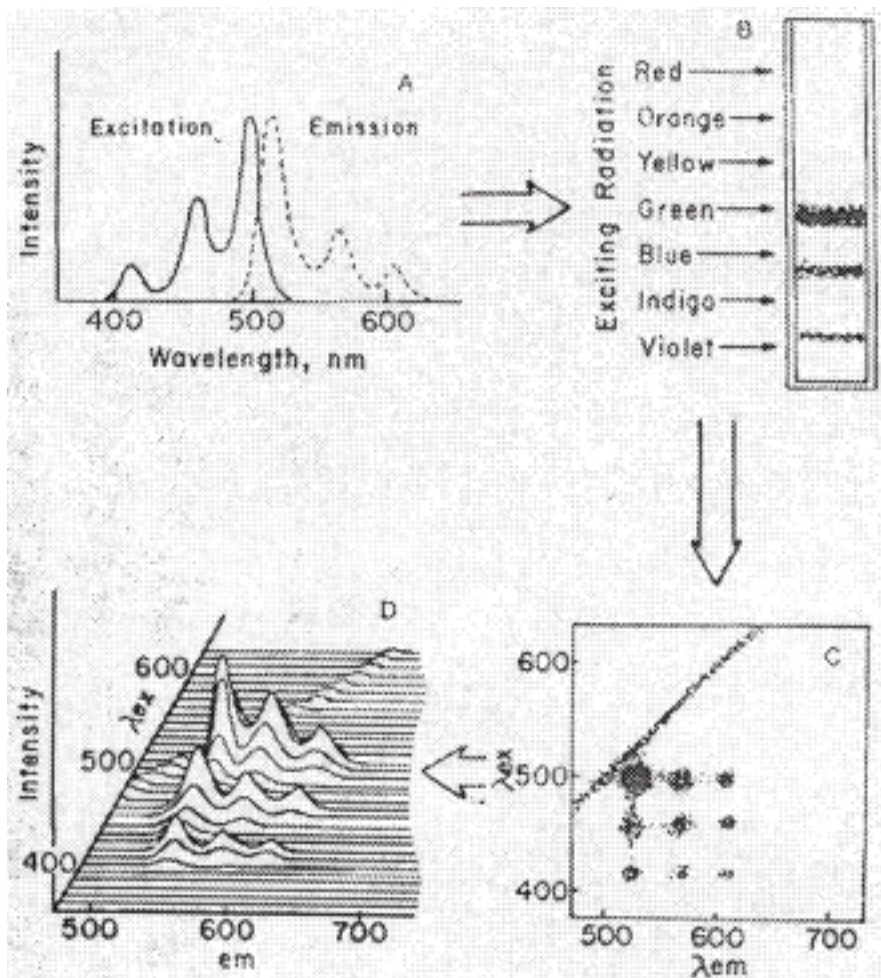 A
Excitation
Emission
Intensity
400
500
600
Wavelength, nm
B
Exciting Radiation
Red
Orange
Yellow
Green
Blue
Indigo
Violet
C
600
500
400
λex
500
600
700
λem
D
Intensity
λex
600
500
400
500
600
700
em